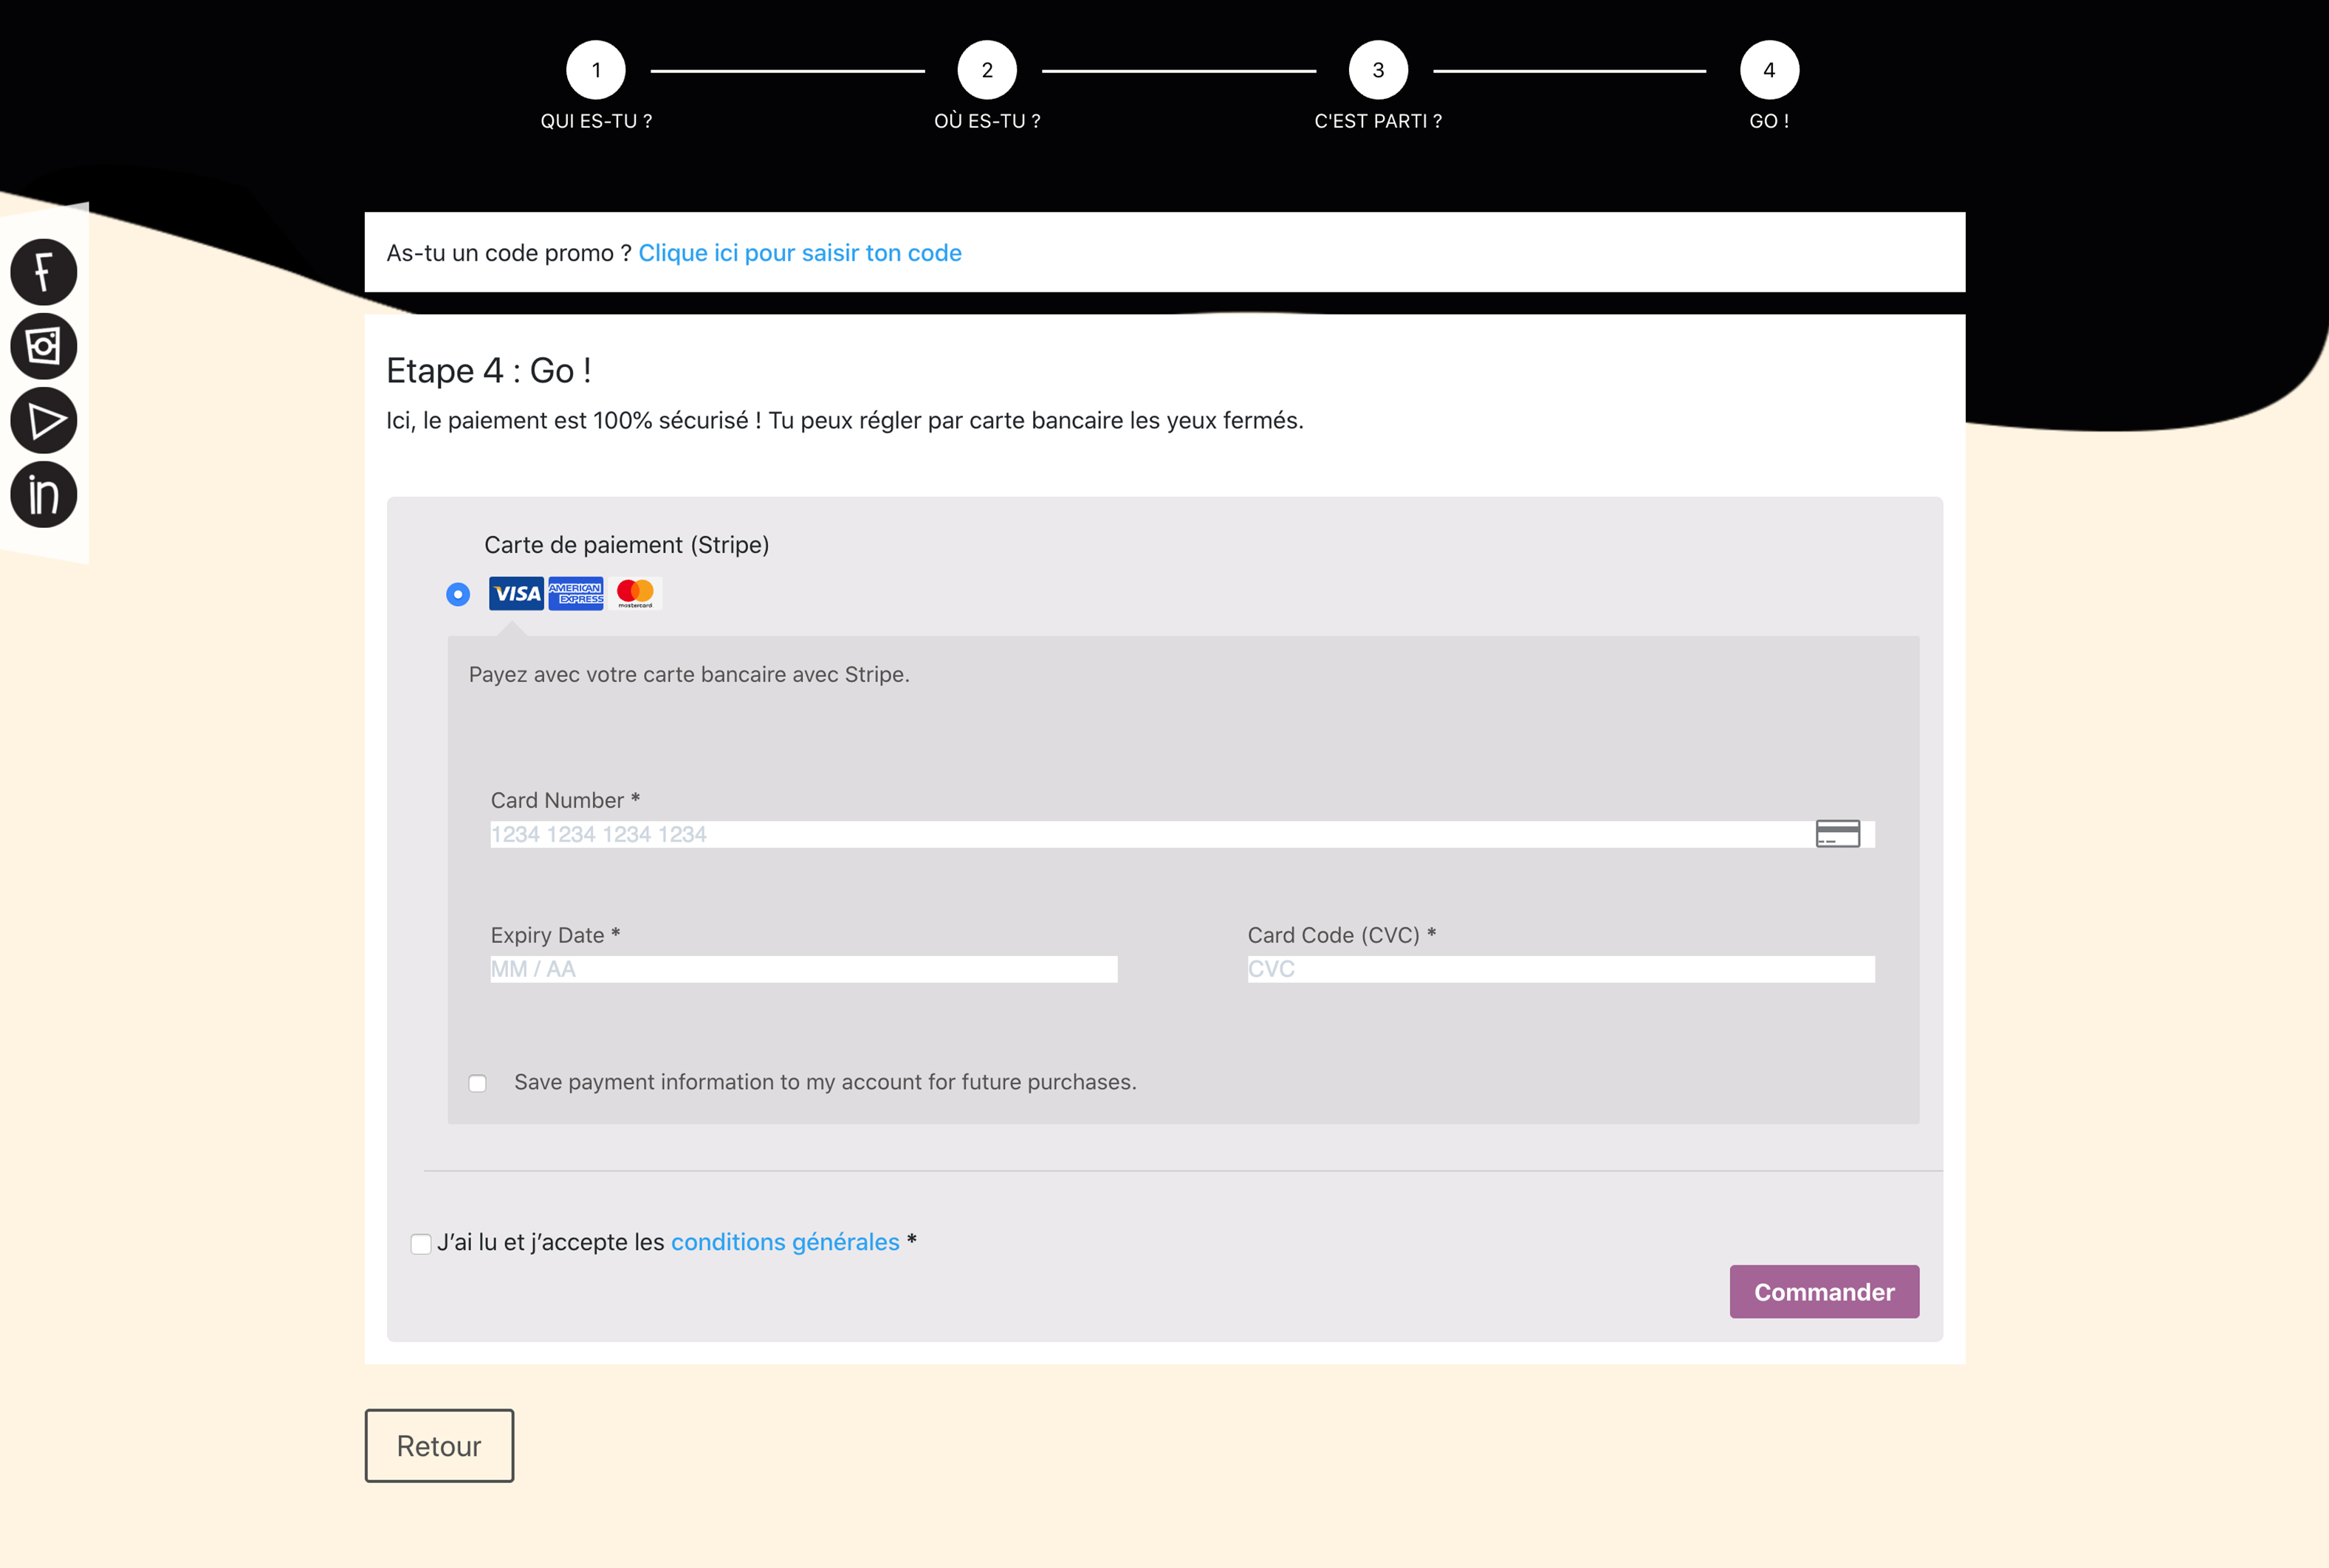 1
2
3
4
QUI ES-TU ?
OÙ ES-TU ?
C'EST PARTI ?
GO !
As-tu un code promo ? Clique ici pour saisir ton code
Etape 4 : Go !
Ici, le paiement est 100% sécurisé ! Tu peux régler par carte bancaire les yeux fermés.
in
Carte de paiement (Stripe)
VISA
AMERICAN
EXPRESS
mastercard
Payez avec votre carte bancaire avec Stripe.
Card Number *
1234 1234 1234 1234
Expiry Date *
Card Code (CVC) *
MM / AA
CVC
Save payment information to my account for future purchases.
J’ai lu et j’accepte les conditions générales *
Commander
Retour